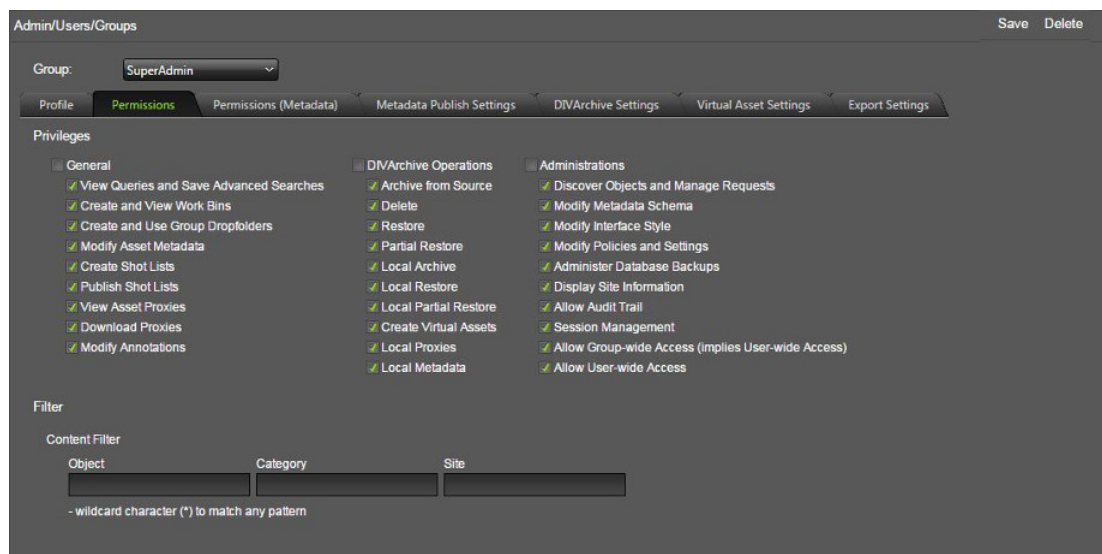 Admin/Users/Groups Save Delete
Group: SuperAdmin
Profile Permissions Permissions (Metadata) Metadata Publish Settings DIVArchive Settings Virtual Asset Settings Export Settings
Privileges
General DIVArchive Operations Administrations
View Queries and Save Advanced Searches Archive from Source Discover Objects and Manage Requests
Create and View Work Bins Delete Modify Metadata Schema
Create and Use Group Dropfolders Restore Modify Interface Style
Modify Asset Metadata Partial Restore Modify Policies and Settings
Create Shot Lists Local Archive Administer Database Backups
Publish Shot Lists Local Restore Display Site Information
View Asset Proxies Local Partial Restore Allow Audit Trail
Download Proxies Create Virtual Assets Session Management
Modify Annotations Local Proxies Allow Group-wide Access (implies User-wide Access)
Local Metadata Allow User-wide Access
Filter
Content Filter
Object Category Site
- wildcard character (*) to match any pattern